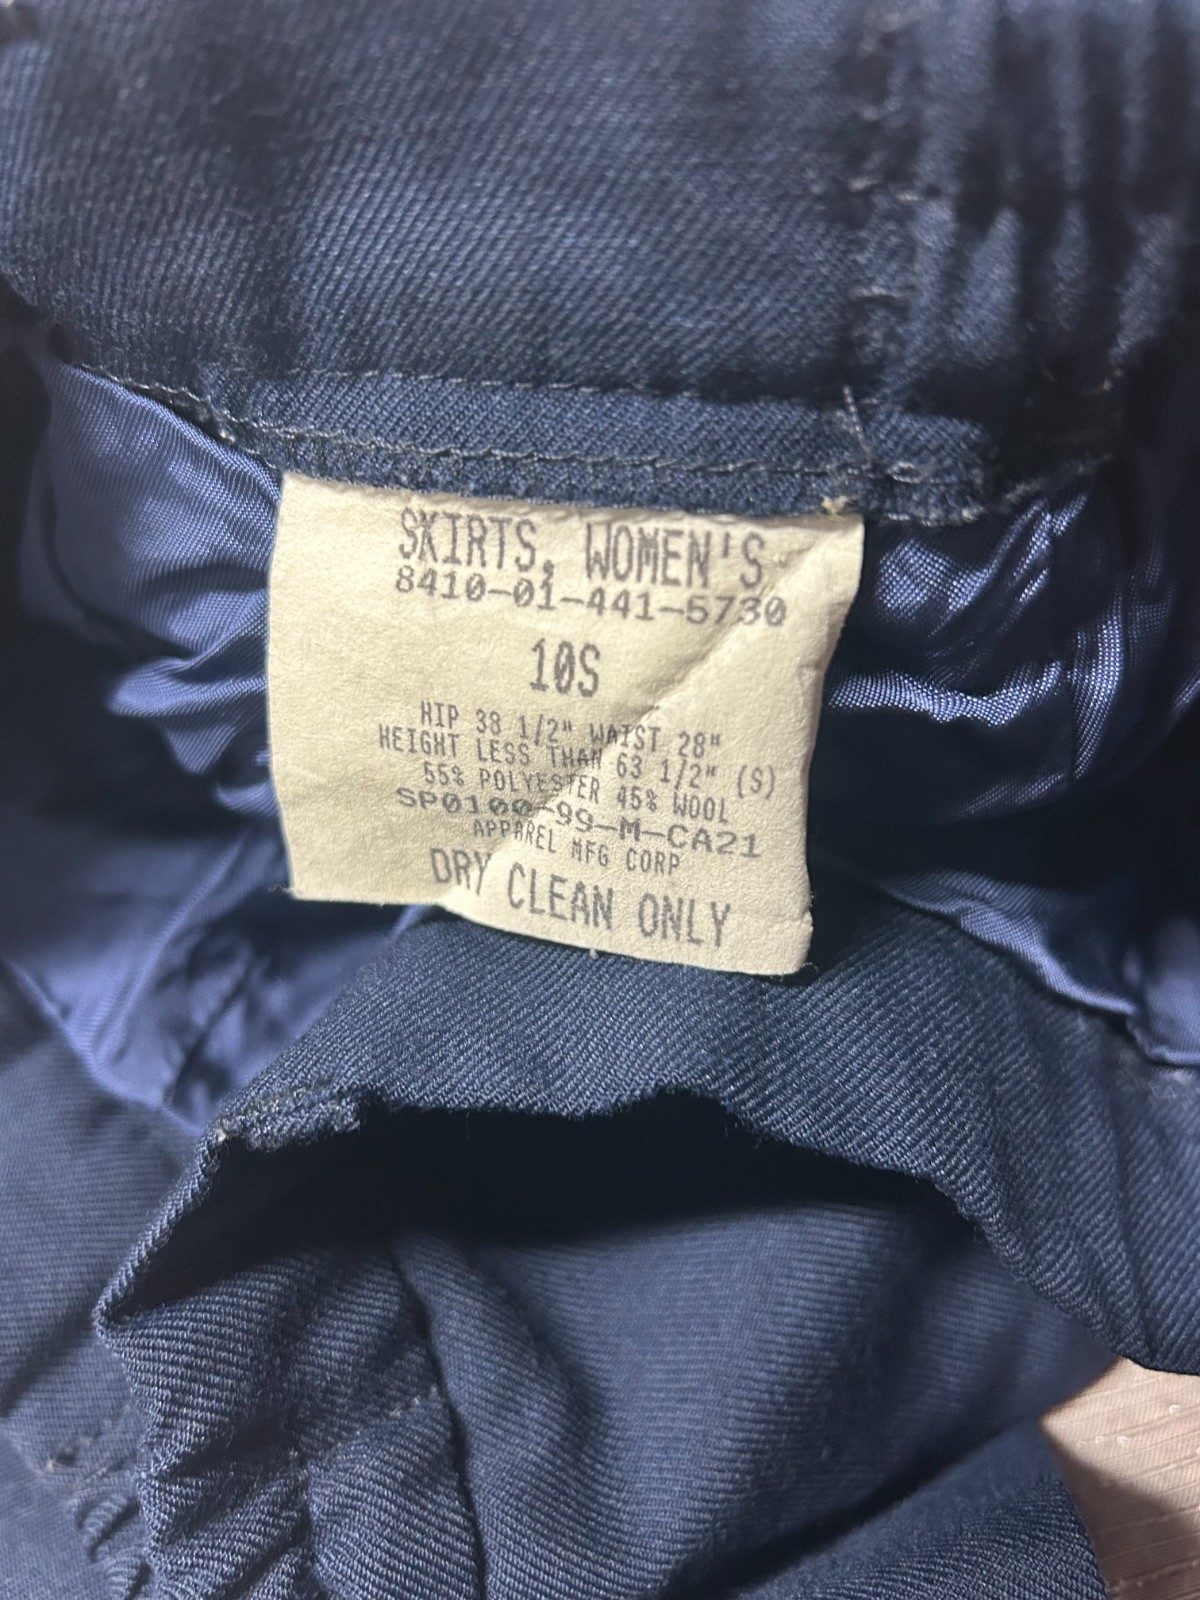 SKIRTS, WOMEN'S
8410-01-441-5730
10S
HIP 38 1/2" WAIST 28"
HEIGHT LESS THAN 63 1/2" (S)
55% POLYESTER 45% WOOL
SP0100-99-M-CA21
APPAREL MFG CORP
DRY CLEAN ONLY